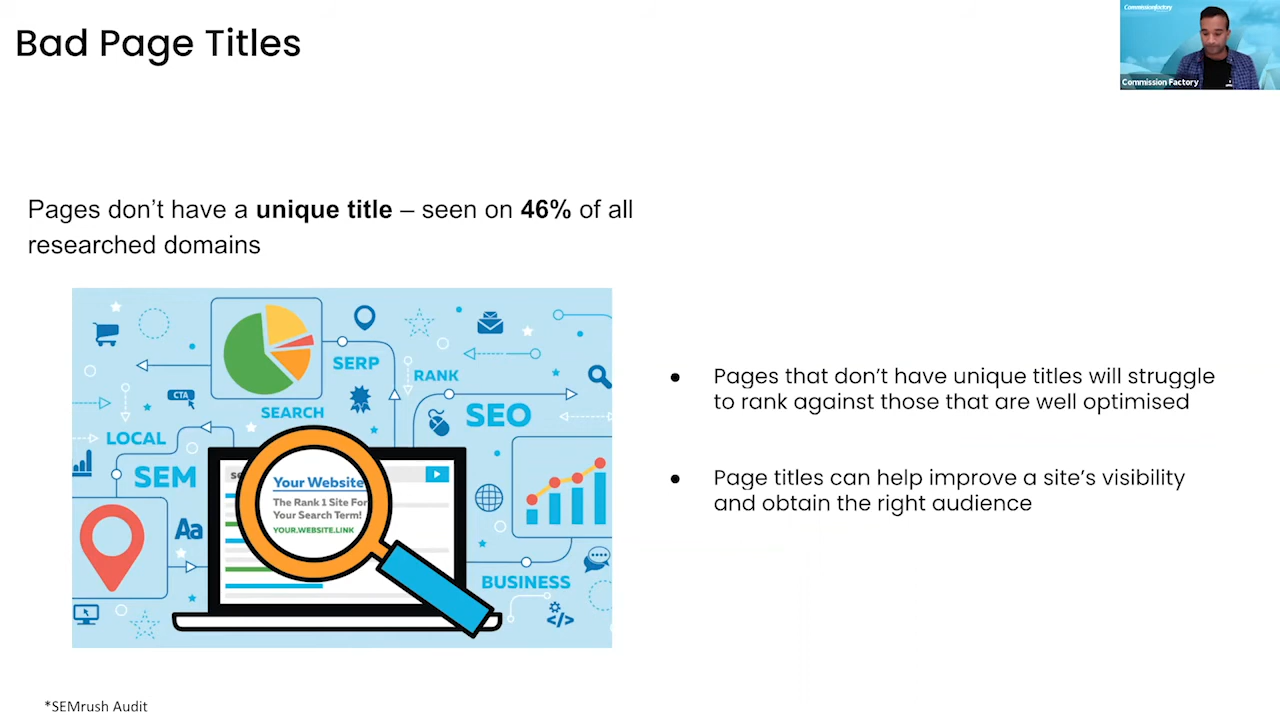 Bad Page Titles
Commission Factory
Commission Factory
Pages don't have a unique title – seen on 46% of all
researched domains
SERP
RANK
CTA
SEARCH
SEO
LOCAL
SEM
Your Website
The Rank 1 Site For
Your Search Term!
YOUR.WEBSITE.LINK
Aa
BUSINESS
</>
● Pages that don't have unique titles will struggle
to rank against those that are well optimised
● Page titles can help improve a site's visibility
and obtain the right audience
*SEMrush Audit